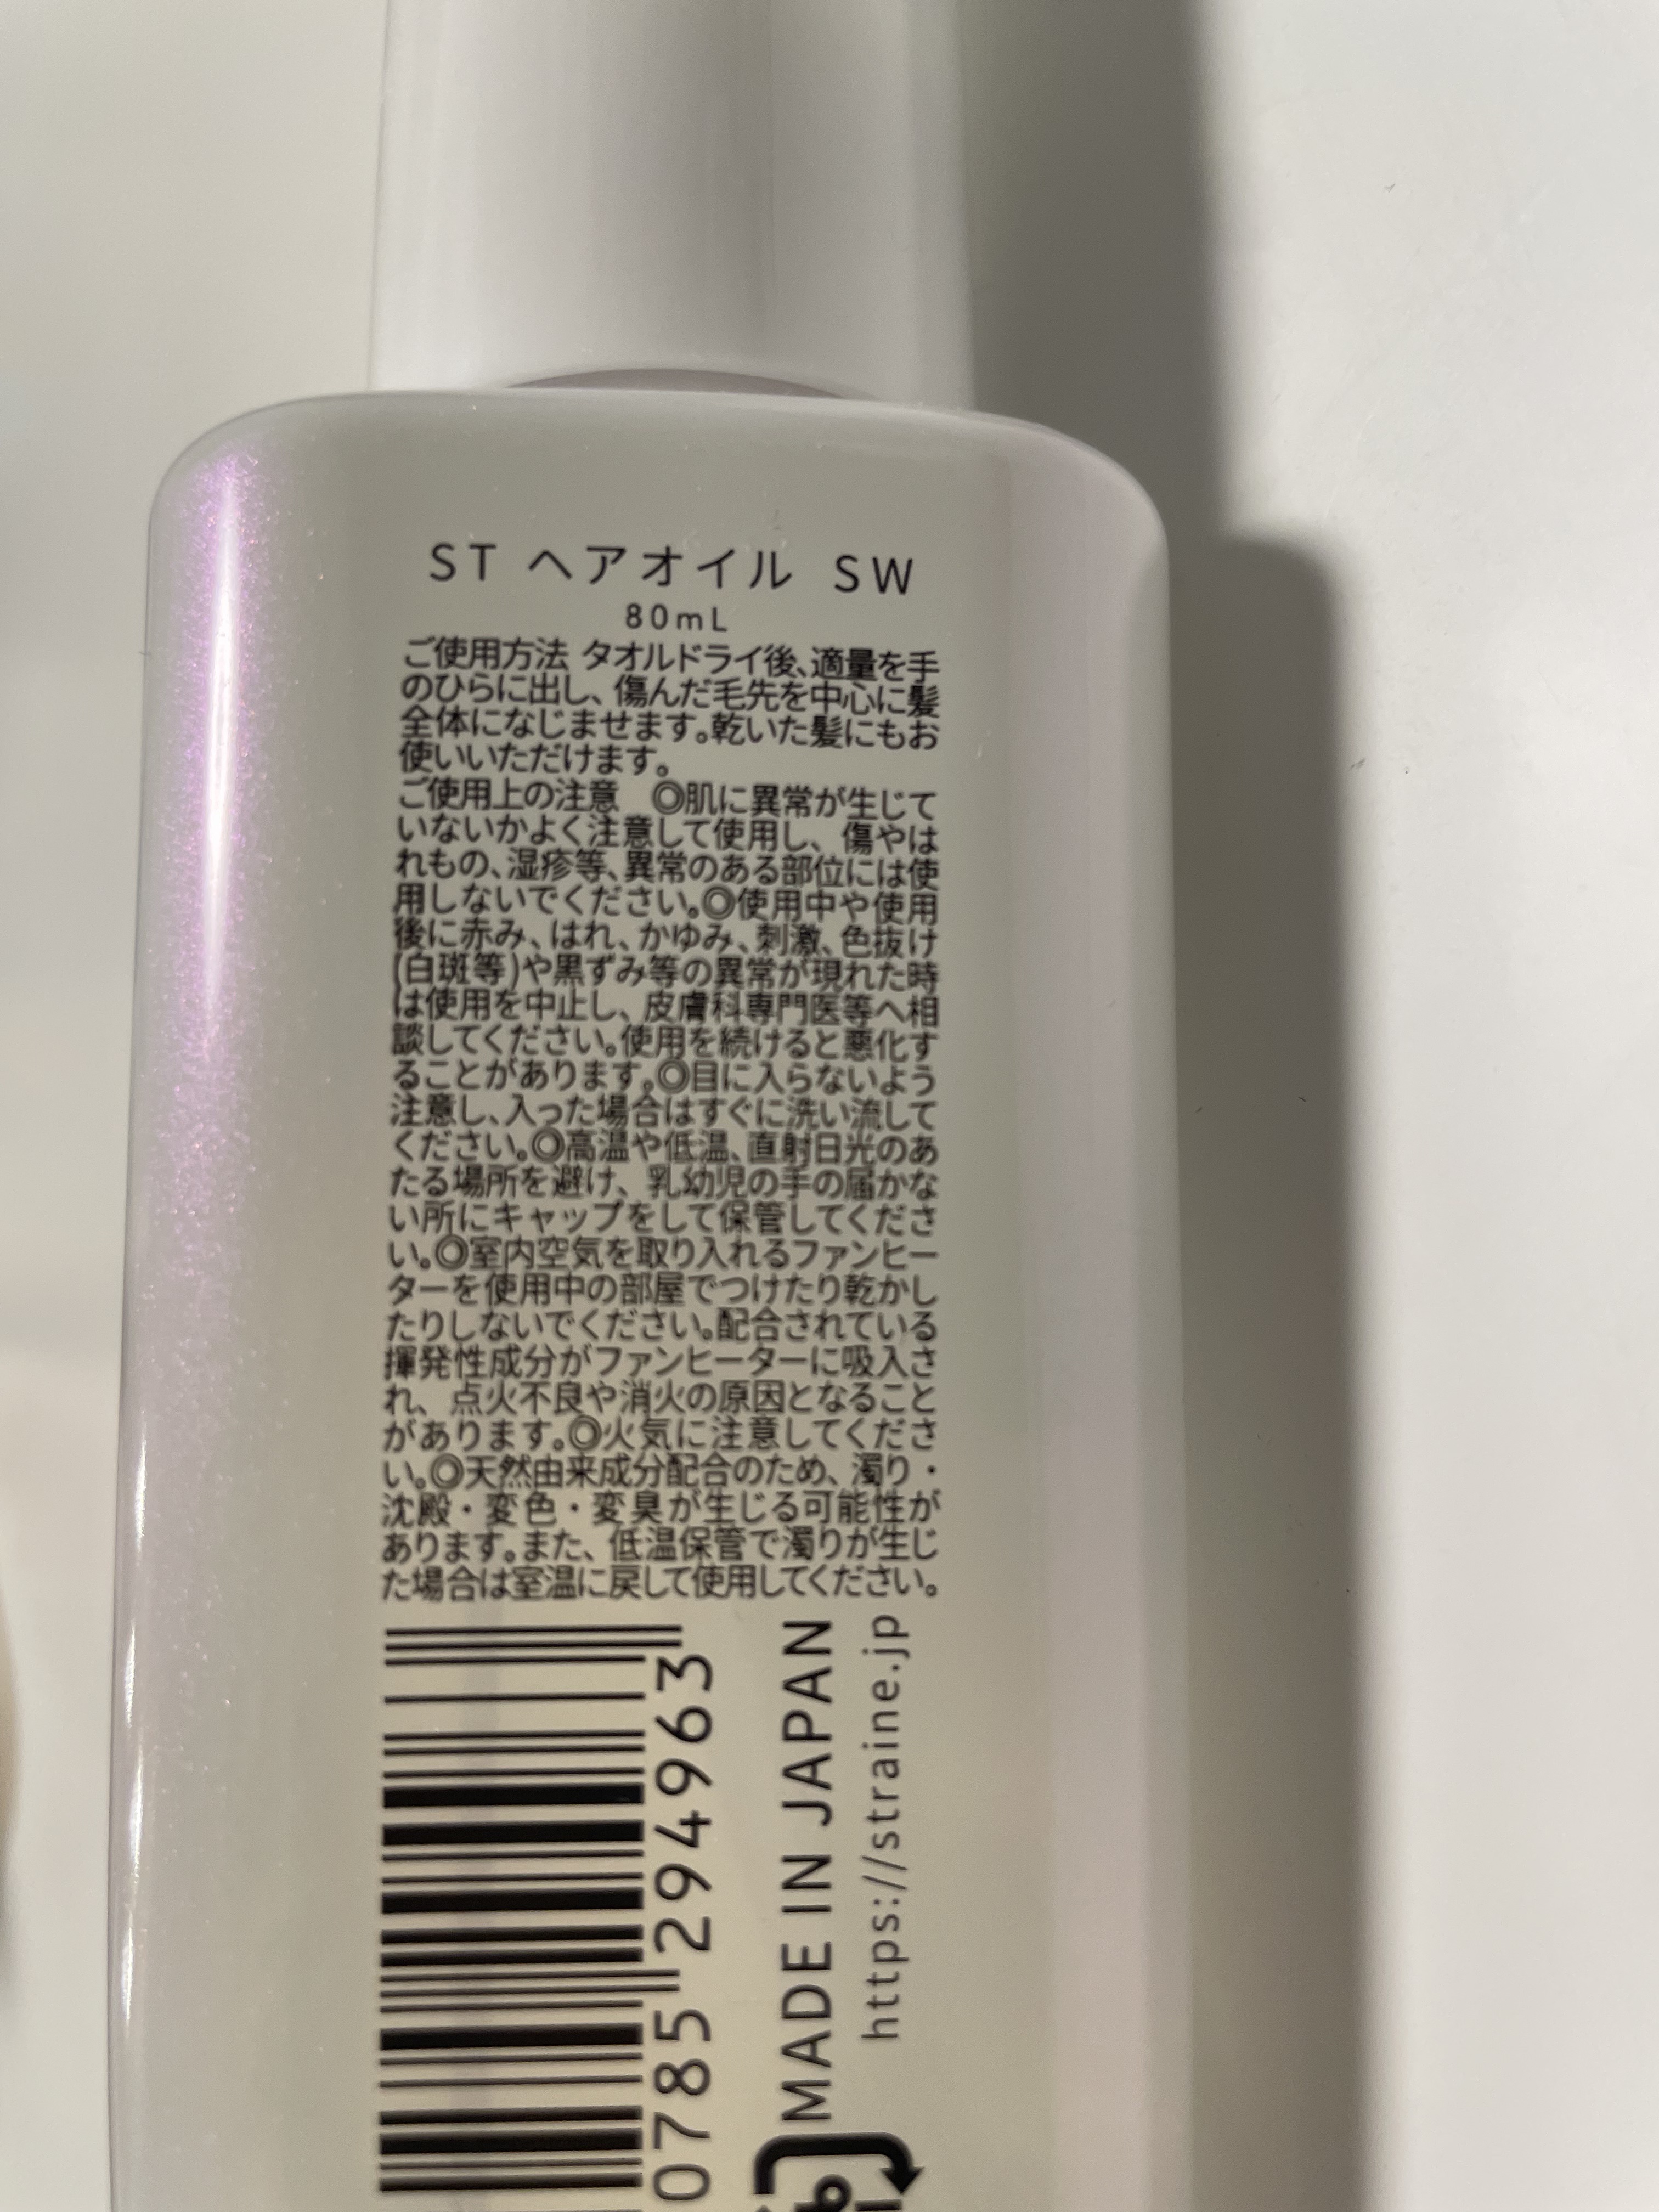 ST ヘアオイル SW
80mL
ご使用方法 タオルドライ後、適量を手
のひらに出し、傷んだ毛先を中心に髪
全体になじませます。乾いた髪にもお
使いいただけます。
ご使用上の注意　◎肌に異常が生じて
いないかよく注意して使用し、傷やは
れもの、湿疹等、異常のある部位には使
用しないでください。◎使用中や使用
後に赤み、はれ、かゆみ、刺激、色抜け
(白斑等)や黒ずみ等の異常が現れた時
は使用を中止し、皮膚科専門医等へ相
談してください。使用を続けると悪化す
ることがあります。◎目に入らないよう
注意し、入った場合はすぐに洗い流して
ください。◎高温や低温、直射日光のあ
たる場所を避け、乳幼児の手の届かな
い所にキャップをして保管してくださ
い。◎室内空気を取り入れるファンヒー
ターを使用中の部屋でつけたり乾かし
たりしないでください。配合されている
揮発性成分がファンヒーターに吸入さ
れ、点火不良や消火の原因となること
があります。◎火気に注意してくださ
い。◎天然由来成分配合のため、濁り・
沈殿・変色・変臭が生じる可能性が
あります。また、低温保管で濁りが生じ
た場合は室温に戻して使用してください。
0785 294963
MADE IN JAPAN
https://straine.jp